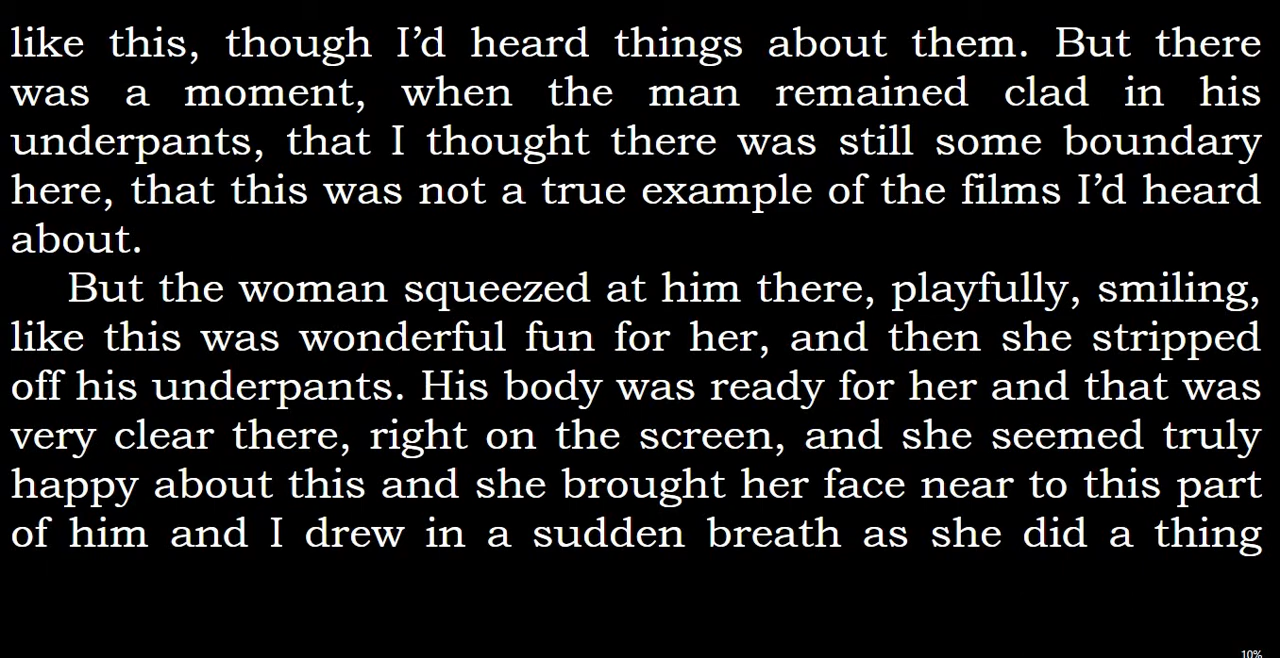 like this, though I’d heard things about them. But there
was a moment, when the man remained clad in his
underpants, that I thought there was still some boundary
here, that this was not a true example of the films I’d heard
about.
But the woman squeezed at him there, playfully, smiling,
like this was wonderful fun for her, and then she stripped
off his underpants. His body was ready for her and that was
very clear there, right on the screen, and she seemed truly
happy about this and she brought her face near to this part
of him and I drew in a sudden breath as she did a thing
10%